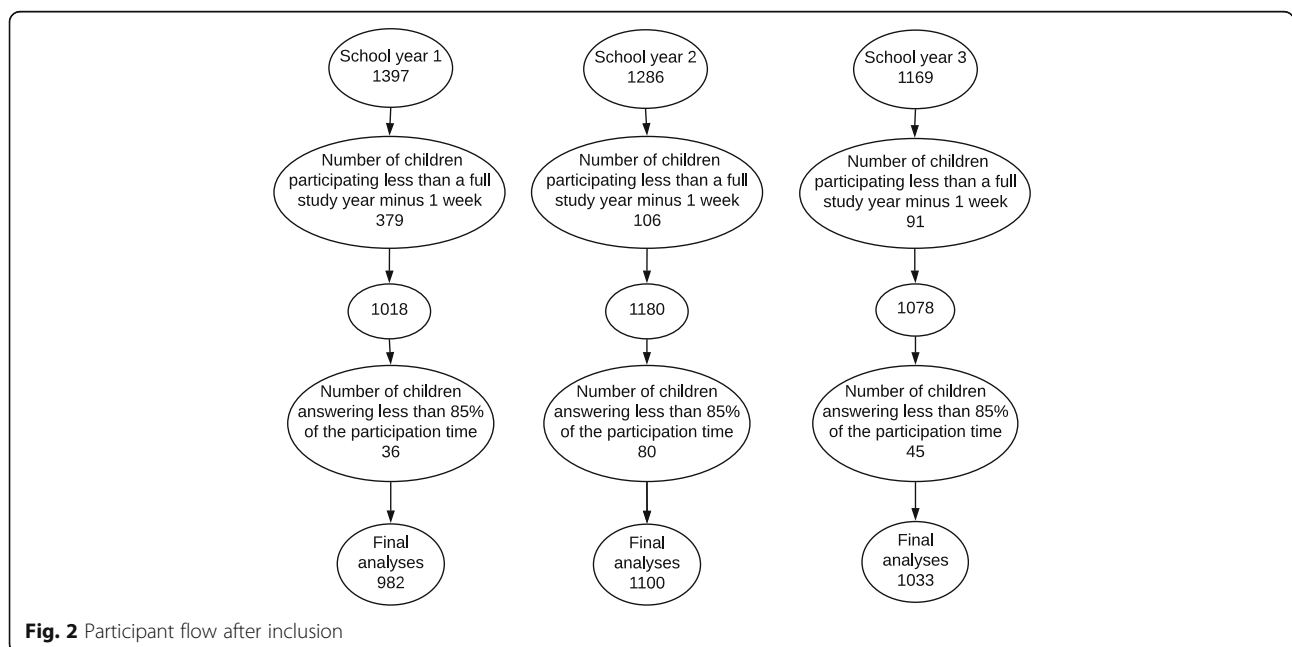 School year 1
1397
Number of children
participating less than a full
study year minus 1 week
379
1018
Number of children
answering less than 85%
of the participation time
36
Final
analyses
982
School year 2
1286
Number of children
participating less than a full
study year minus 1 week
106
1180
Number of children
answering less than 85%
of the participation time
80
Final
analyses
1100
School year 3
1169
Number of children
participating less than a full
study year minus 1 week
91
1078
Number of children
answering less than 85%
of the participation time
45
Final
analyses
1033
Fig. 2 Participant flow after inclusion